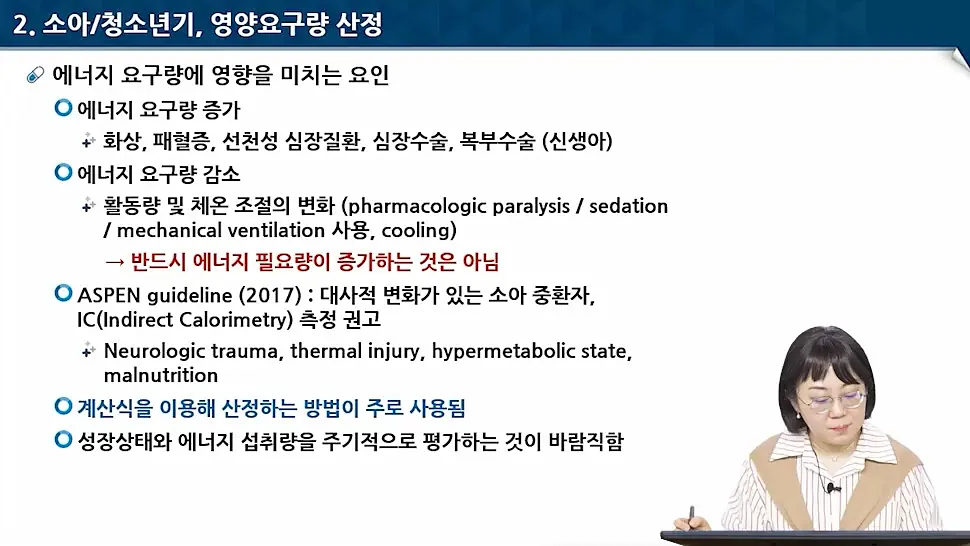 2. 소아/청소년기, 영양요구량 산정
에너지 요구량에 영향을 미치는 요인
에너지 요구량 증가
화상, 패혈증, 선천성 심장질환, 심장수술, 복부수술 (신생아)
에너지 요구량 감소
활동량 및 체온 조절의 변화 (pharmacologic paralysis / sedation
/ mechanical ventilation 사용, cooling)
→ 반드시 에너지 필요량이 증가하는 것은 아님
ASPEN guideline (2017) : 대사적 변화가 있는 소아 중환자,
IC(Indirect Calorimetry) 측정 권고
Neurologic trauma, thermal injury, hypermetabolic state,
malnutrition
계산식을 이용해 산정하는 방법이 주로 사용됨
성장상태와 에너지 섭취량을 주기적으로 평가하는 것이 바람직함